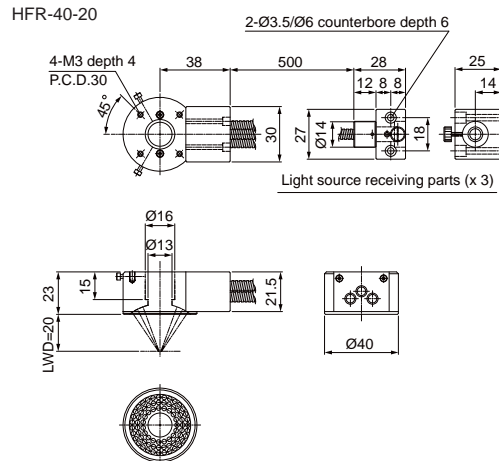 HFR-40-20
2-Ø3.5/Ø6 counterbore depth 6
4-M3 depth 4
P.C.D.30
38
500
28
25
12
8
8
14
45°
30
27
Ø14
18
Light source receiving parts (x 3)
Ø16
Ø13
15
23
21.5
LWD=20
Ø40